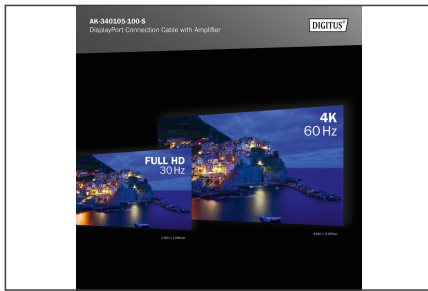 AK-340105-100-S
DisplayPort Connection Cable with Amplifier
DIGITUS®
4K
60 Hz
FULL HD
30 Hz